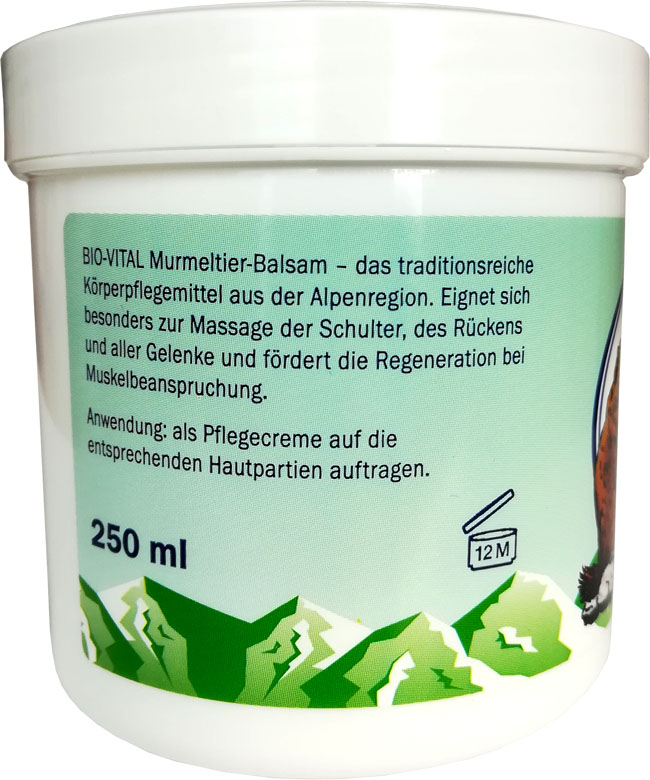 BIO-VITAL Murmeltier-Balsam – das traditionsreiche
Körperpflegemittel aus der Alpenregion. Eignet sich
besonders zur Massage der Schulter, des Rückens
und aller Gelenke und fördert die Regeneration bei
Muskelbeanspruchung.
Anwendung: als Pflegecreme auf die
entsprechenden Hautpartien auftragen.
250 ml
12 M